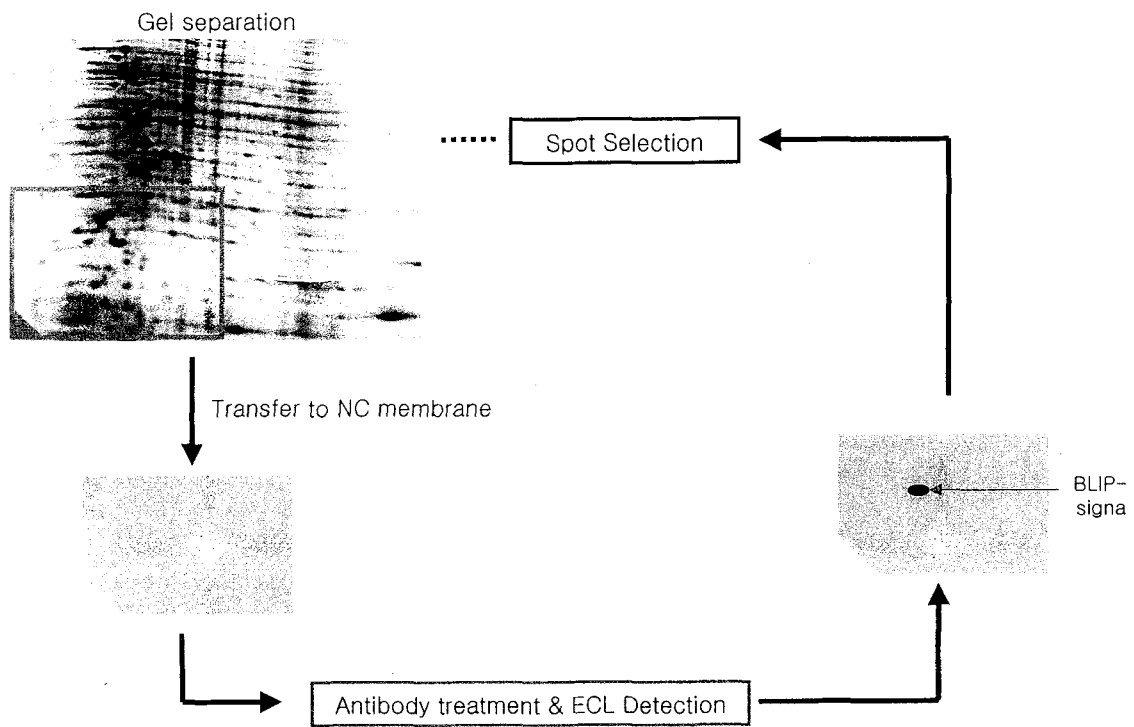 Gel separation
Spot Selection
Transfer to NC membrane
BLIP-
signa
Antibody treatment & ECL Detection